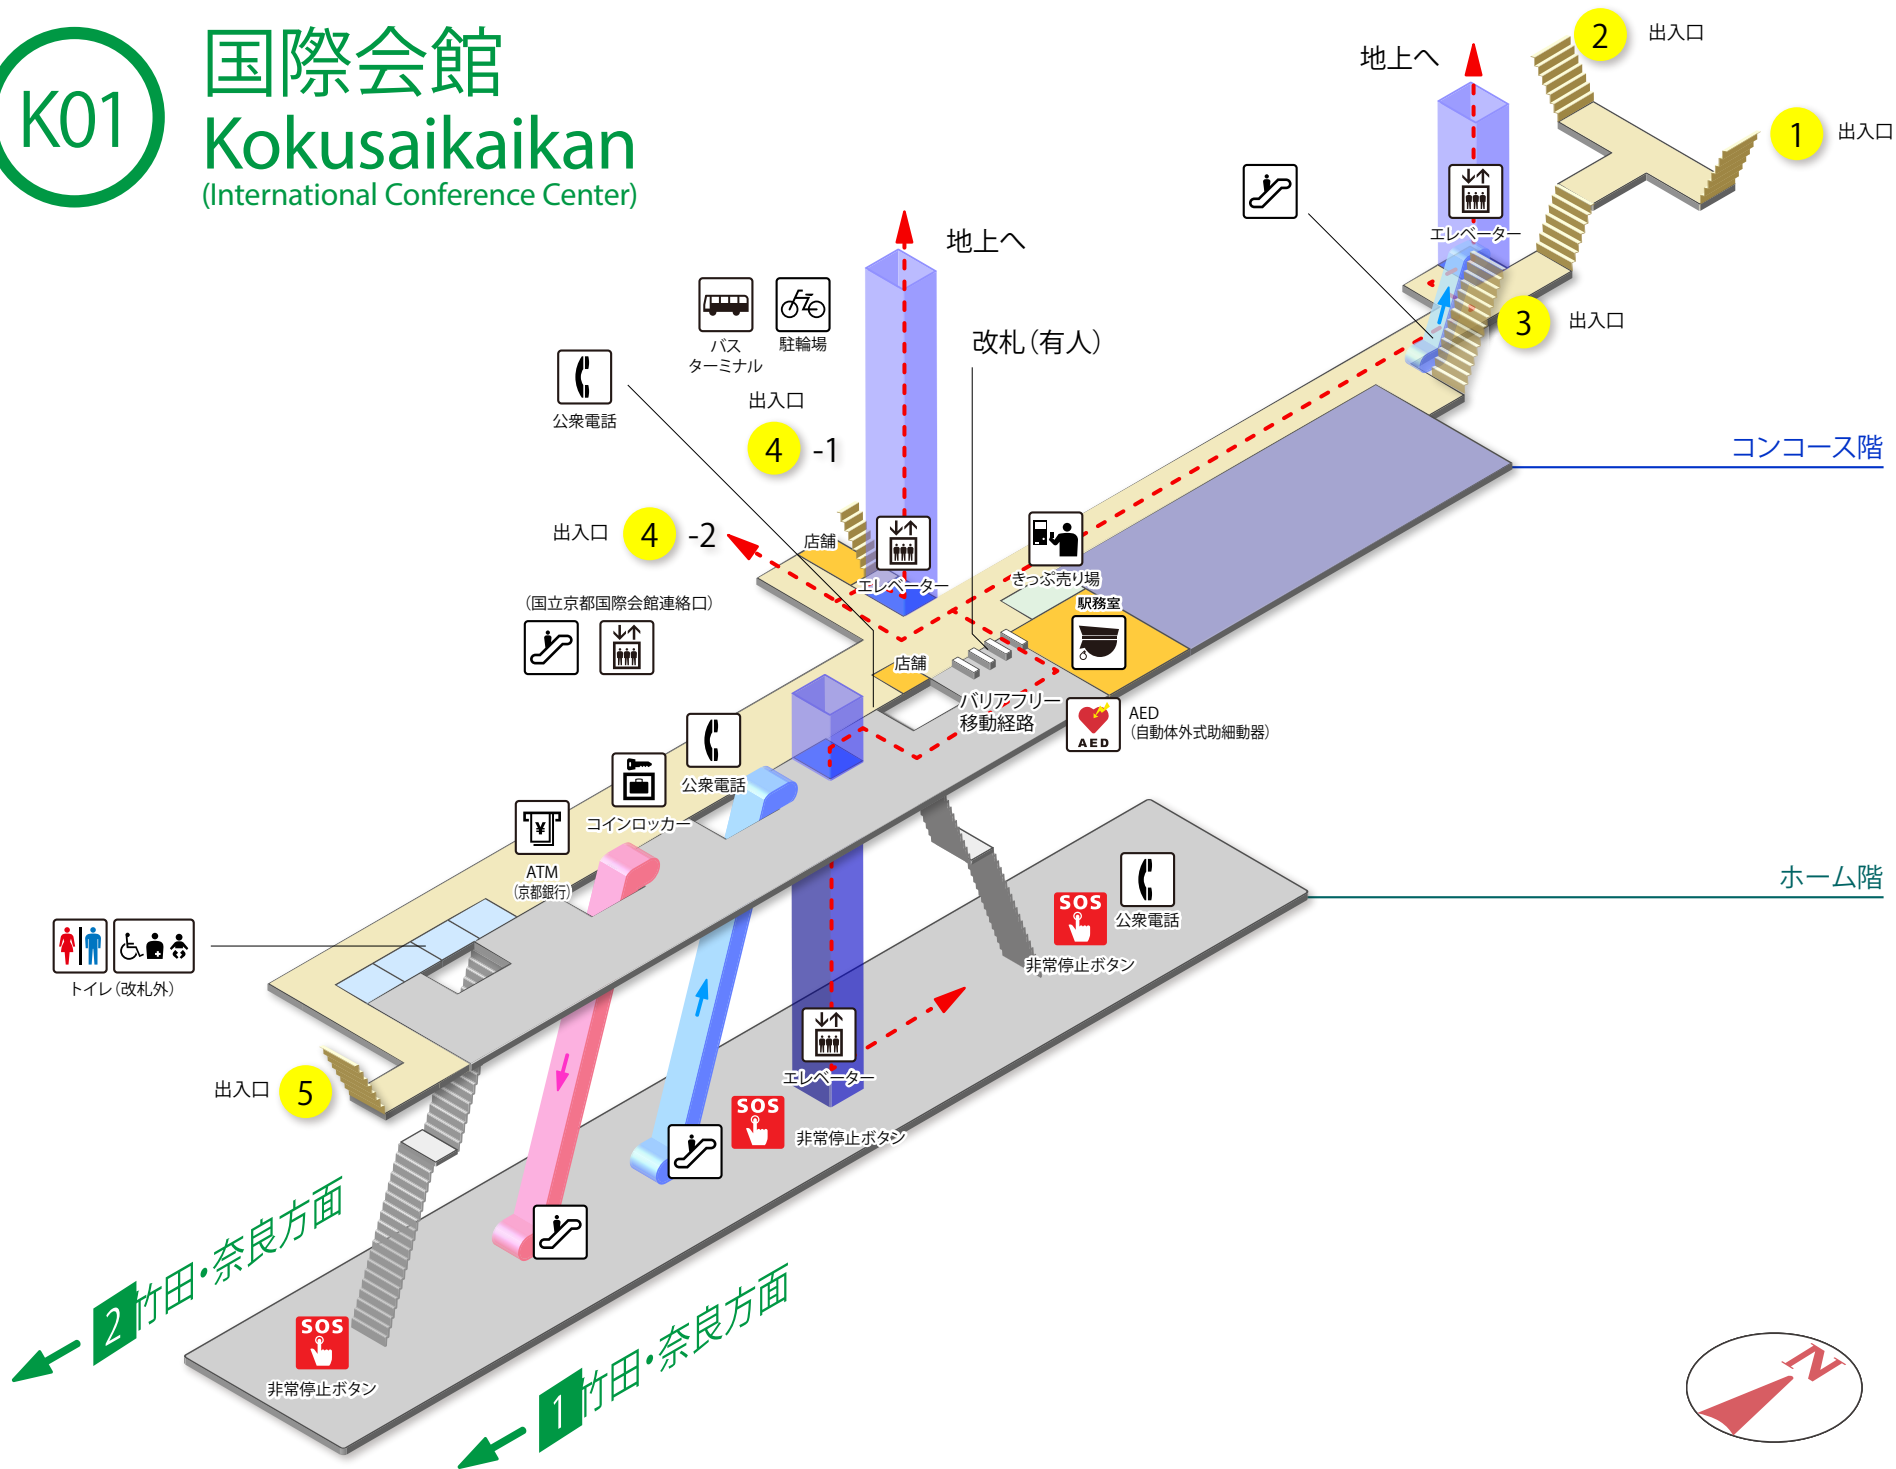 K01
国際会館
Kokusaikaikan
(International Conference Center)
地上へ
2 出入口
1 出入口
エレベーター
3 出入口
地上へ
バス
ターミナル
駐輪場
改札（有人）
公衆電話
出入口
4 -1
コンコース階
出入口 4 -2
店舗
エレベーター
きっぷ売り場
駅務室
（国立京都国際会館連絡口）
店舗
バリアフリー
移動経路
AED
AED
（自動体外式助細動器）
公衆電話
コインロッカー
¥
ATM
（京都銀行）
ホーム階
SOS
公衆電話
非常停止ボタン
トイレ（改札外）
エレベーター
出入口 5
SOS
非常停止ボタン
2 竹田・奈良方面
SOS
非常停止ボタン
1 竹田・奈良方面
N